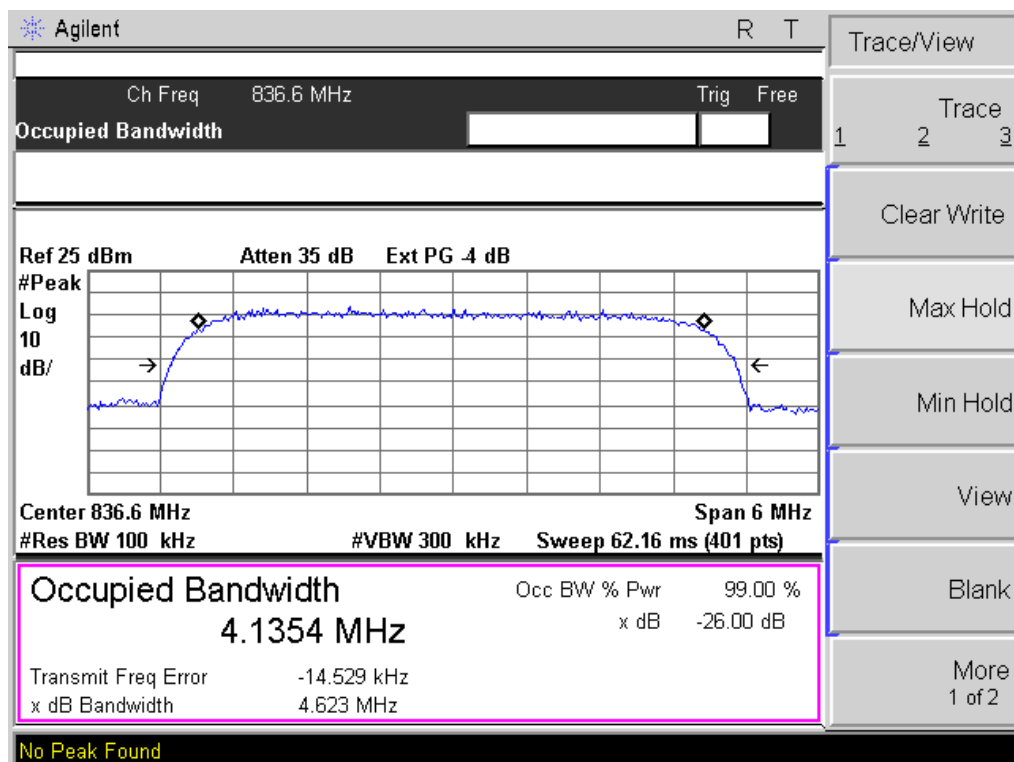 Agilent R T
Ch Freq 836.6 MHz Trig Free
Occupied Bandwidth
Ref 25 dBm Atten 35 dB Ext PG -4 dB
#Peak
Log
10
dB/
Center 836.6 MHz Span 6 MHz
#Res BW 100 kHz #VBW 300 kHz Sweep 62.16 ms (401 pts)
Occupied Bandwidth Occ BW % Pwr 99.00 %
4.1354 MHz x dB -26.00 dB
Transmit Freq Error -14.529 kHz
x dB Bandwidth 4.623 MHz
No Peak Found
Trace/View
Trace
1 2 3
Clear Write
Max Hold
Min Hold
View
Blank
More
1 of 2